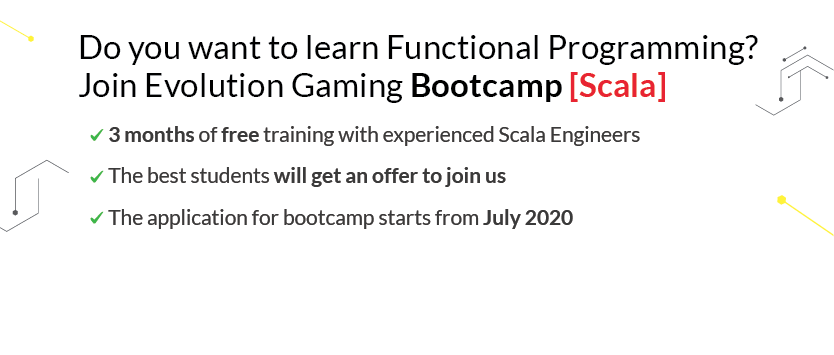 Do you want to learn Functional Programming?
Join Evolution Gaming Bootcamp [Scala]
3 months of free training with experienced Scala Engineers
The best students will get an offer to join us
The application for bootcamp starts from July 2020